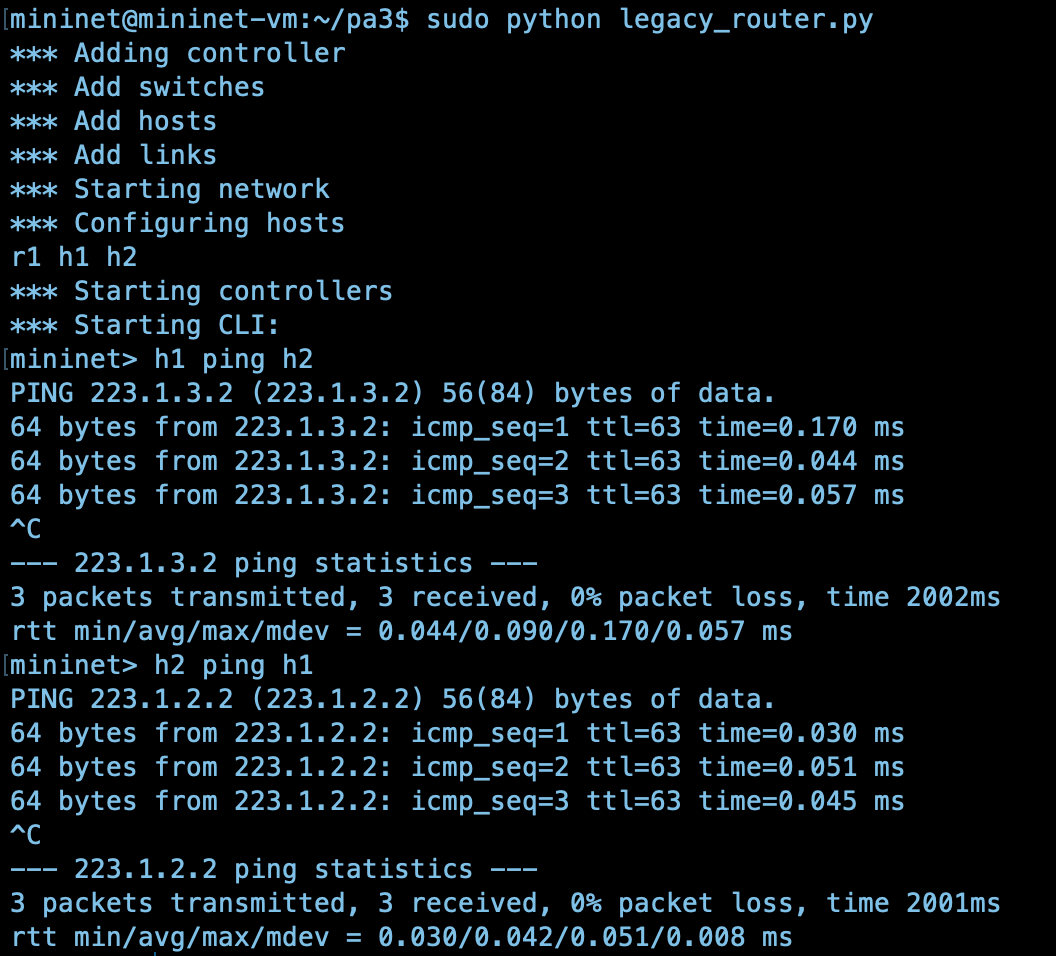 [mininet@mininet-vm:~/pa3$ sudo python legacy_router.py
*** Adding controller
*** Add switches
*** Add hosts
*** Add links
*** Starting network
*** Configuring hosts
r1 h1 h2
*** Starting controllers
*** Starting CLI:
[mininet> h1 ping h2
PING 223.1.3.2 (223.1.3.2) 56(84) bytes of data.
64 bytes from 223.1.3.2: icmp_seq=1 ttl=63 time=0.170 ms
64 bytes from 223.1.3.2: icmp_seq=2 ttl=63 time=0.044 ms
64 bytes from 223.1.3.2: icmp_seq=3 ttl=63 time=0.057 ms
^C
--- 223.1.3.2 ping statistics ---
3 packets transmitted, 3 received, 0% packet loss, time 2002ms
rtt min/avg/max/mdev = 0.044/0.090/0.170/0.057 ms
[mininet> h2 ping h1
PING 223.1.2.2 (223.1.2.2) 56(84) bytes of data.
64 bytes from 223.1.2.2: icmp_seq=1 ttl=63 time=0.030 ms
64 bytes from 223.1.2.2: icmp_seq=2 ttl=63 time=0.051 ms
64 bytes from 223.1.2.2: icmp_seq=3 ttl=63 time=0.045 ms
^C
--- 223.1.2.2 ping statistics ---
3 packets transmitted, 3 received, 0% packet loss, time 2001ms
rtt min/avg/max/mdev = 0.030/0.042/0.051/0.008 ms